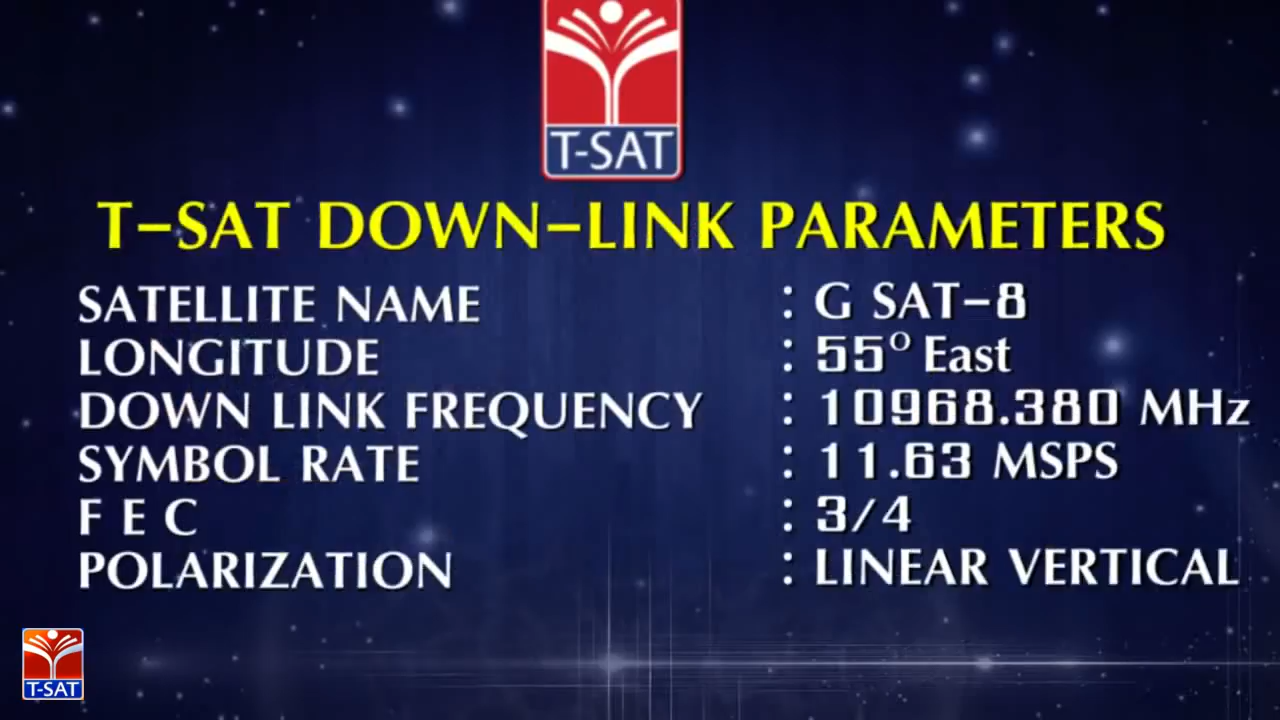 T-SAT
T-SAT DOWN-LINK PARAMETERS
SATELLITE NAME : G SAT-8
LONGITUDE : 55º East
DOWN LINK FREQUENCY : 10968.380 MHz
SYMBOL RATE : 11.63 MSPS
F E C : 3/4
POLARIZATION : LINEAR VERTICAL
T-SAT